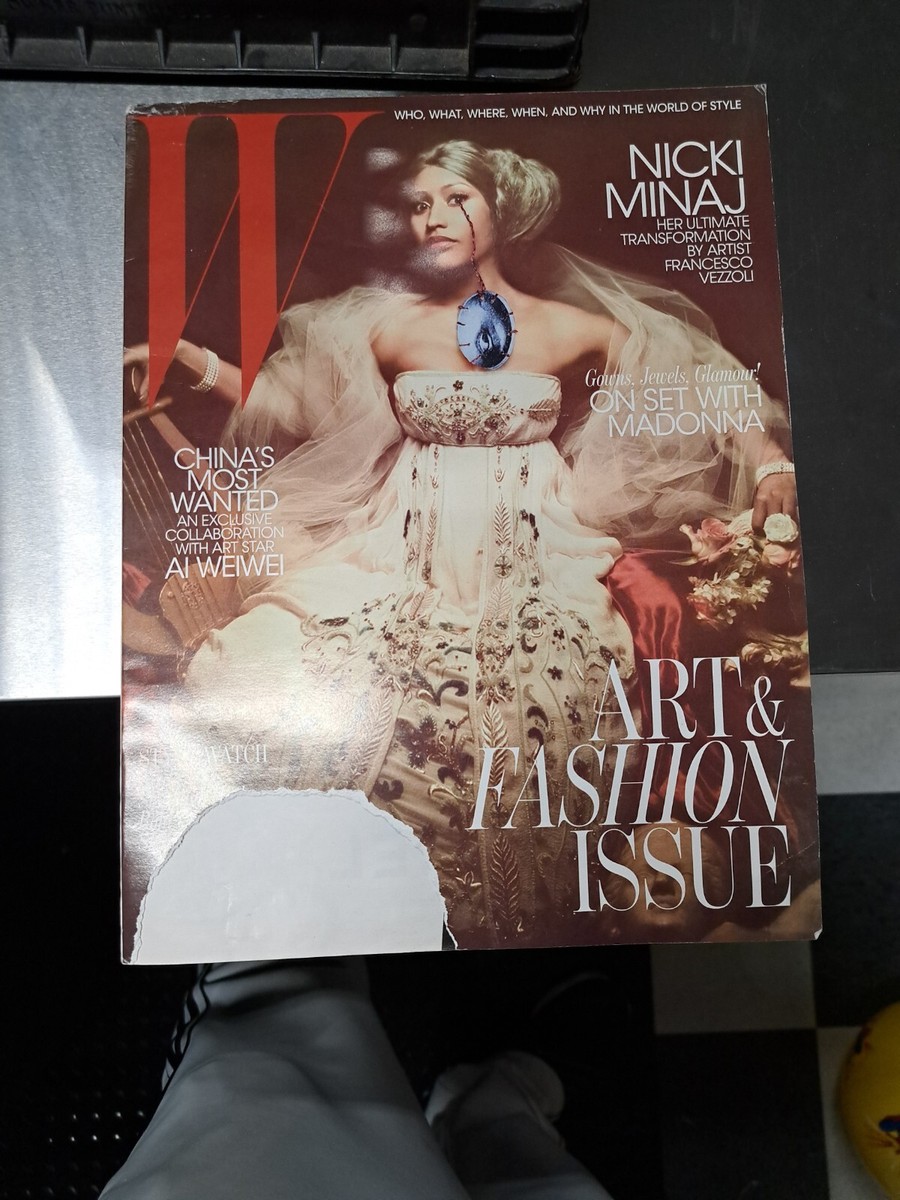 W
WHO, WHAT, WHERE, WHEN, AND WHY IN THE WORLD OF STYLE
NICKI
MINAJ
HER ULTIMATE
TRANSFORMATION
BY ARTIST
FRANCESCO
VEZZOLI
Gowns. Jewels. Glamour!
ON SET WITH
MADONNA
CHINA'S
MOST
WANTED
AN EXCLUSIVE
COLLABORATION
WITH ART STAR
AI WEIWEI
ART &
FASHION
ISSUE
WATCH